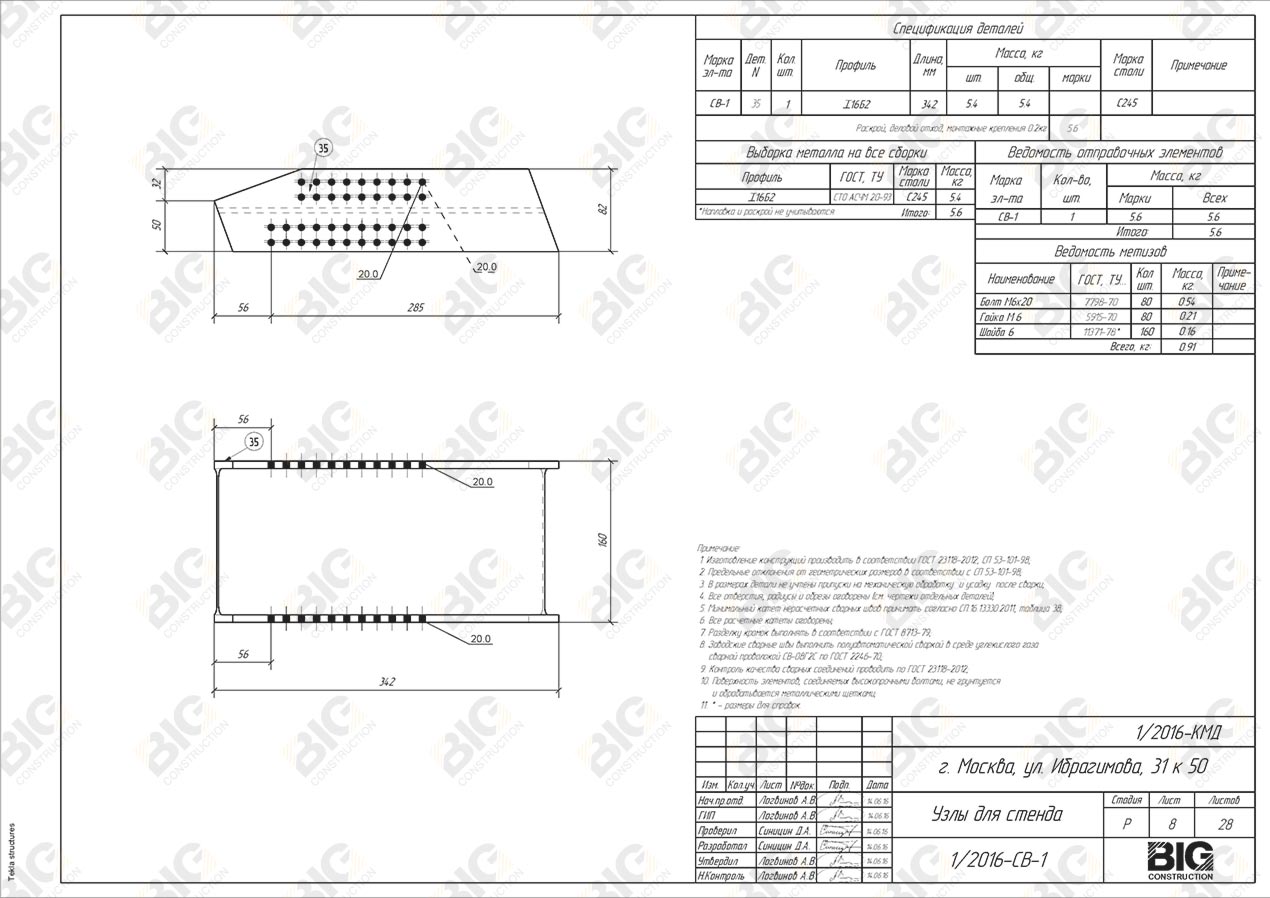 Спецификация деталей
Марка эл-та Дет. N Кол. шт. Профиль Длина, мм Масса, кг Марка стали Примечание
шт. общ. марки
СВ-1 35 1 I16Б2 342 5.4 5.4 С245
Раскрой, деловой отход, монтажные крепления 0.2кг 5.6
Выборка металла на все сборки
Профиль ГОСТ, ТУ Марка стали Масса, кг
I16Б2 СТО АСЧМ 20-93 С245 5.4
*Наплавка и раскрой не учитываются Итого: 5.6
Ведомость отправочных элементов
Марка эл-та Кол-во, шт. Масса, кг
Марки Всех
СВ-1 1 5.6 5.6
Итого: 5.6
Ведомость метизов
Наименование ГОСТ, ТУ... Кол шт. Масса, кг. Приме-чание
Болт М6х20 7798-70 80 0.54
Гайка М 6 5915-70 80 0.21
Шайба 6 11371-78* 160 0.16
Всего, кг: 0.91
35
32
50
82
20.0
20.0
56
285
56
35
20.0
160
20.0
56
342
Примечание
1. Изготовление конструкций производить в соответствии ГОСТ 23118-2012, СП 53-101-98;
2. Предельные отклонения от геометрических размеров в соответствии с СП 53-101-98;
3. В размерах детали не учтены припуски на механическую обработку и усадку после сварки;
4. Все отверстия, радиусы и обрезы оговорены (см. чертежи отдельных деталей);
5. Минимальный катет нерасчетных сварных швов принимать согласно СП 16.13330.2011, таблица 38;
6. Все расчетные катеты оговорены;
7. Разделку кромок выполнять в соответствии с ГОСТ 8713-79;
8. Заводские сварные швы выполнить полуавтоматической сваркой в среде углекислого газа
сварной проволокой СВ-08Г2С по ГОСТ 2246-70;
9. Контроль качества сварных соединений проводить по ГОСТ 23118-2012;
10. Поверхность элементов, соединяемых высокопрочными болтами, не грунтуется
и обрабатывается металлическими щетками;
11. * - размеры для справок
1/2016-КМД
г. Москва, ул. Ибрагимова, 31 к 50
Изм. Кол.уч Лист №док. Подп. Дата
Нач.пр.отд. Логвинов А.В. 14.06.16
ГИП Логвинов А.В. 14.06.16
Проверил Синицин Д.А. 14.06.16
Разработал Синицин Д.А. 14.06.16
Утвердил Логвинов А.В. 14.06.16
Н.Контроль Логвинов А.В. 14.06.16
Узлы для стенда
Стадия Лист Листов
Р 8 28
1/2016-СВ-1
BIG
CONSTRUCTION
Tekla structures